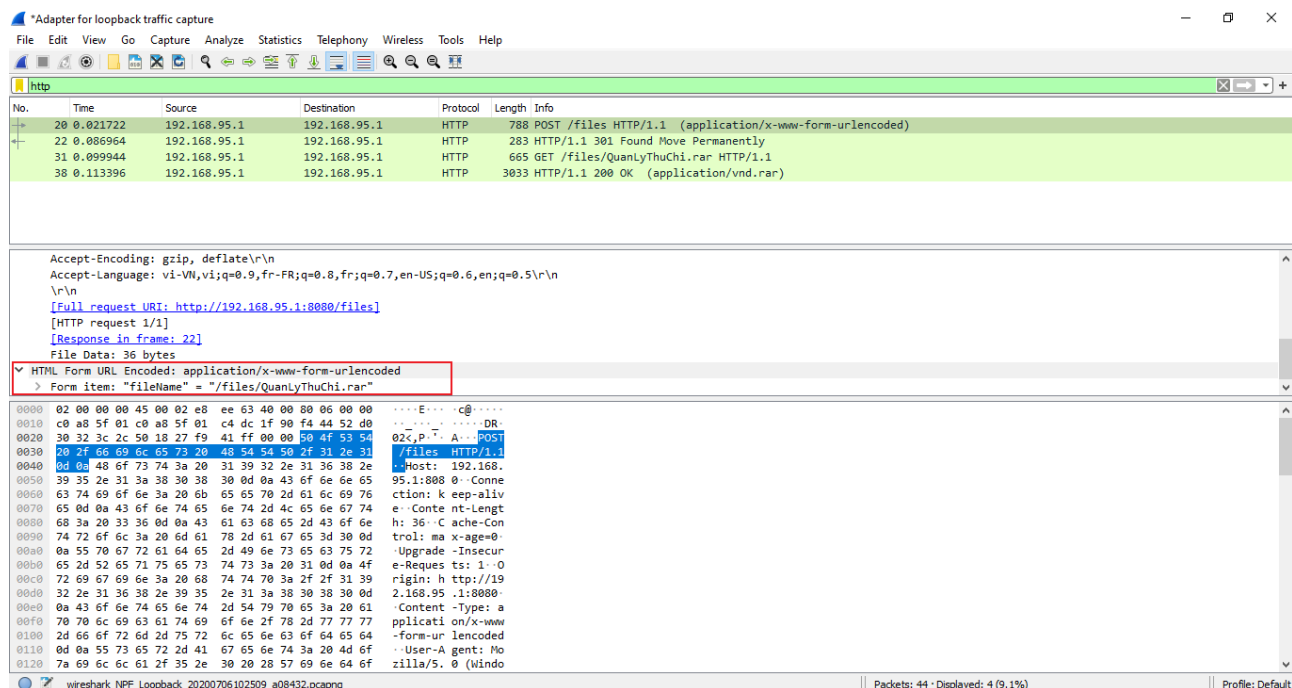 *Adapter for loopback traffic capture
File Edit View Go Capture Analyze Statistics Telephony Wireless Tools Help
http
No. Time Source Destination Protocol Length Info
20 0.021722 192.168.95.1 192.168.95.1 HTTP 788 POST /files HTTP/1.1 (application/x-www-form-urlencoded)
22 0.086964 192.168.95.1 192.168.95.1 HTTP 283 HTTP/1.1 301 Found Move Permanently
31 0.099944 192.168.95.1 192.168.95.1 HTTP 665 GET /files/QuanLyThuChi.rar HTTP/1.1
38 0.113396 192.168.95.1 192.168.95.1 HTTP 3033 HTTP/1.1 200 OK (application/vnd.rar)
Accept-Encoding: gzip, deflate\r\n
Accept-Language: vi-VN,vi;q=0.9,fr-FR;q=0.8,fr;q=0.7,en-US;q=0.6,en;q=0.5\r\n
\r\n
[Full request URI: http://192.168.95.1:8080/files]
[HTTP request 1/1]
[Response in frame: 22]
File Data: 36 bytes
HTML Form URL Encoded: application/x-www-form-urlencoded
Form item: "fileName" = "/files/QuanLyThuChi.rar"
0000 02 00 00 00 45 00 02 e8 ee 63 40 00 80 06 00 00 ····E··· ·c@·····
0010 c0 a8 5f 01 c0 a8 5f 01 c4 dc 1f 90 f4 44 52 d0 ··_···_· ·····DR·
0020 30 32 3c 2c 50 18 27 f9 41 ff 00 00 50 4f 53 54 02<,P·'· A···POST
0030 20 2f 66 69 6c 65 73 20 48 54 54 50 2f 31 2e 31 /files HTTP/1.1
0040 0d 0a 48 6f 73 74 3a 20 31 39 32 2e 31 36 38 2e ··Host: 192.168.
0050 39 35 2e 31 3a 38 30 38 30 0d 0a 43 6f 6e 6e 65 95.1:808 0··Conne
0060 63 74 69 6f 6e 3a 20 6b 65 65 70 2d 61 6c 69 76 ction: k eep-aliv
0070 65 0d 0a 43 6f 6e 74 65 6e 74 2d 4c 65 6e 67 74 e··Conte nt-Lengt
0080 68 3a 20 33 36 0d 0a 43 61 63 68 65 2d 43 6f 6e h: 36··C ache-Con
0090 74 72 6f 6c 3a 20 6d 61 78 2d 61 67 65 3d 30 0d trol: ma x-age=0·
00a0 0a 55 70 67 72 61 64 65 2d 49 6e 73 65 63 75 72 ·Upgrade -Insecur
00b0 65 2d 52 65 71 75 65 73 74 73 3a 20 31 0d 0a 4f e-Reques ts: 1··O
00c0 72 69 67 69 6e 3a 20 68 74 74 70 3a 2f 2f 31 39 rigin: h ttp://19
00d0 32 2e 31 36 38 2e 39 35 2e 31 3a 38 30 38 30 0d 2.168.95 .1:8080·
00e0 0a 43 6f 6e 74 65 6e 74 2d 54 79 70 65 3a 20 61 ·Content -Type: a
00f0 70 70 6c 69 63 61 74 69 6f 6e 2f 78 2d 77 77 77 pplicati on/x-www
0100 2d 66 6f 72 6d 2d 75 72 6c 65 6e 63 6f 64 65 64 -form-ur lencoded
0110 0d 0a 55 73 65 72 2d 41 67 65 6e 74 3a 20 4d 6f ··User-A gent: Mo
0120 7a 69 6c 6c 61 2f 35 2e 30 20 28 57 69 6e 64 6f zilla/5. 0 (Windo
wireshark_NPF_Loopback_20200706102509_a08432.pcapng Packets: 44 · Displayed: 4 (9.1%) Profile: Default